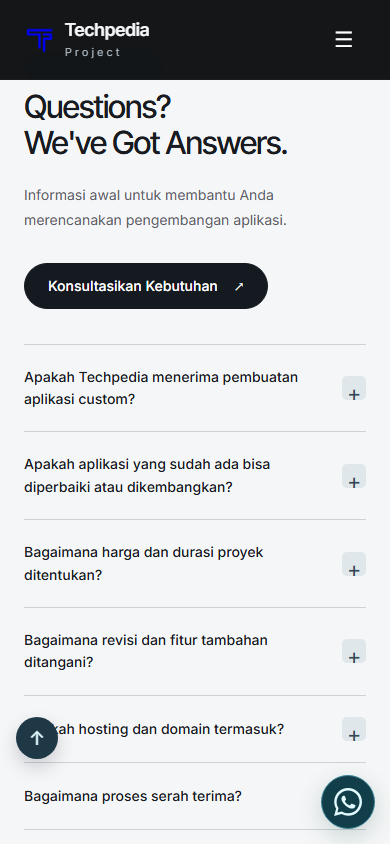 Techpedia
Project
☰
Questions?
We've Got Answers.
Informasi awal untuk membantu Anda
merencanakan pengembangan aplikasi.
Konsultasikan Kebutuhan ↗
Apakah Techpedia menerima pembuatan
aplikasi custom?
+
Apakah aplikasi yang sudah ada bisa
diperbaiki atau dikembangkan?
+
Bagaimana harga dan durasi proyek
ditentukan?
+
Bagaimana revisi dan fitur tambahan
ditangani?
+
kah hosting dan domain termasuk?
+
Bagaimana proses serah terima?